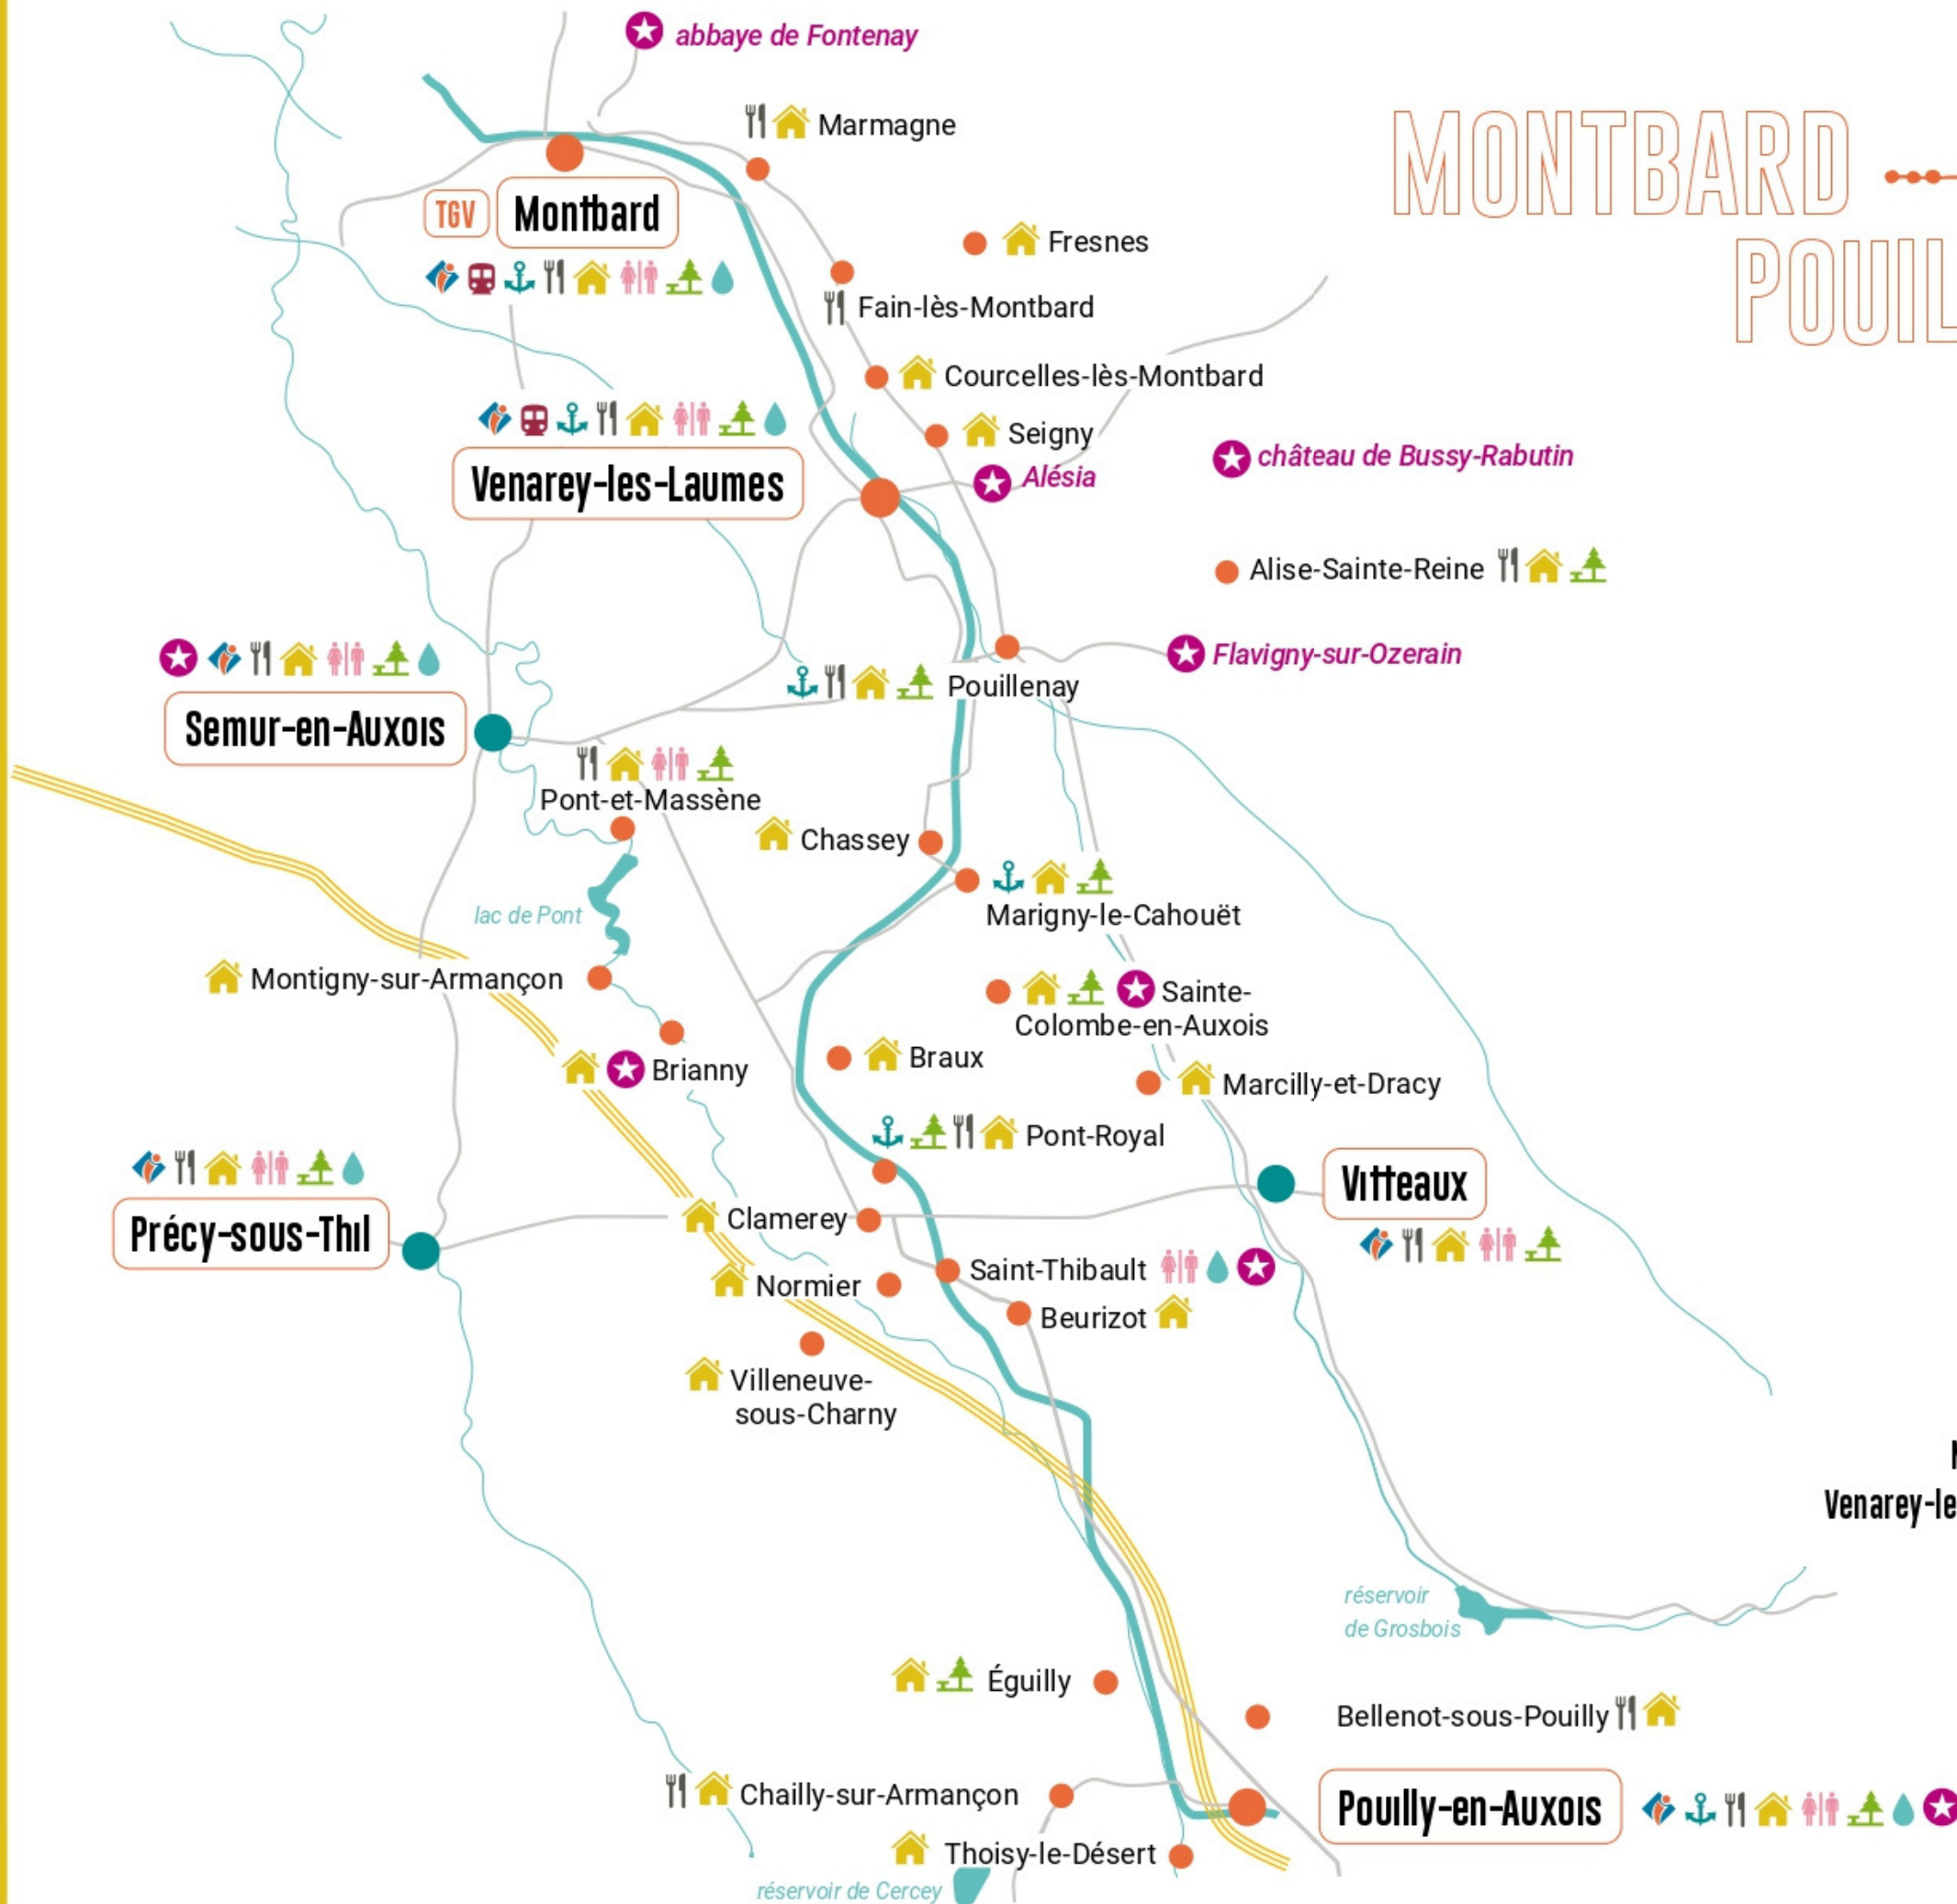 abbaye de Fontenay
Marmagne
MONTBARD
TGV
Montbard
Fresnes
POUIL
Fain-lès-Montbard
Courcelles-lès-Montbard
Seigny
château de Bussy-Rabutin
Alésia
Venarey-les-Laumes
Alise-Sainte-Reine
Flavigny-sur-Ozerain
Pouillenay
Semur-en-Auxois
Pont-et-Massène
Chassey
lac de Pont
Marigny-le-Cahouët
Montigny-sur-Armançon
Sainte-
Colombe-en-Auxois
Braux
Brianny
Marcilly-et-Dracy
Pont-Royal
Vitteaux
Clamerey
Précy-sous-Thil
Saint-Thibault
Normier
Beurizot
Villeneuve-
sous-Charny
Venarey-le
réservoir
de Grosbois
Éguilly
Bellenot-sous-Pouilly
Chailly-sur-Armançon
Pouilly-en-Auxois
Thoisy-le-Désert
réservoir de Cercey